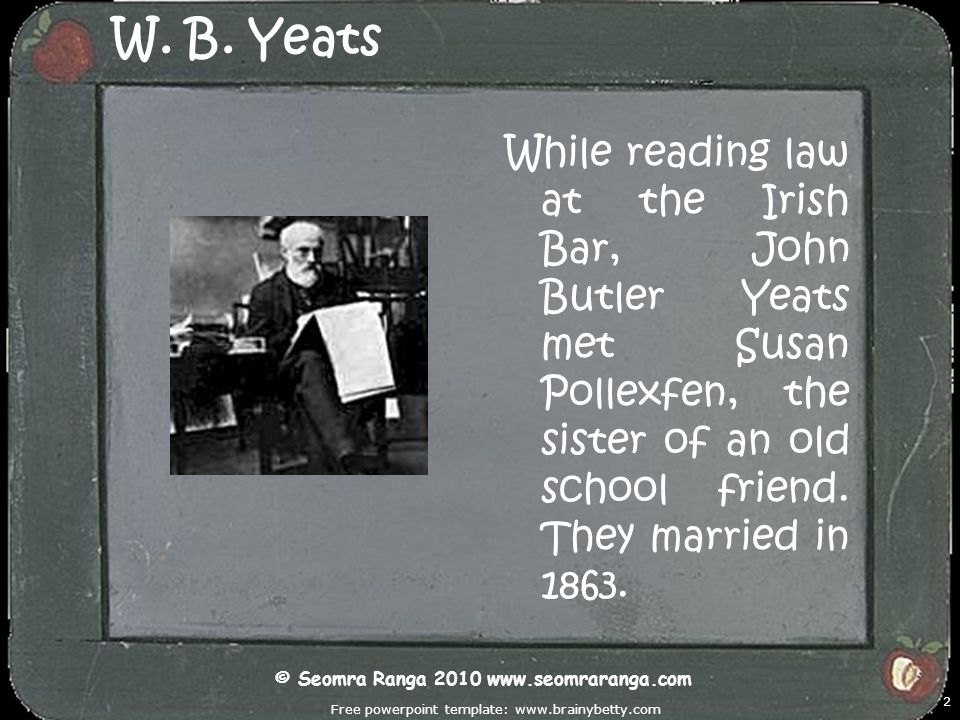 W. B. Yeats
While reading law
at the Irish
Bar, John
Butler Yeats
met Susan
Pollexfen, the
sister of an old
school friend.
They married in
1863.
© Seomra Ranga 2010 www.seomraranga.com
2
Free powerpoint template: www.brainybetty.com